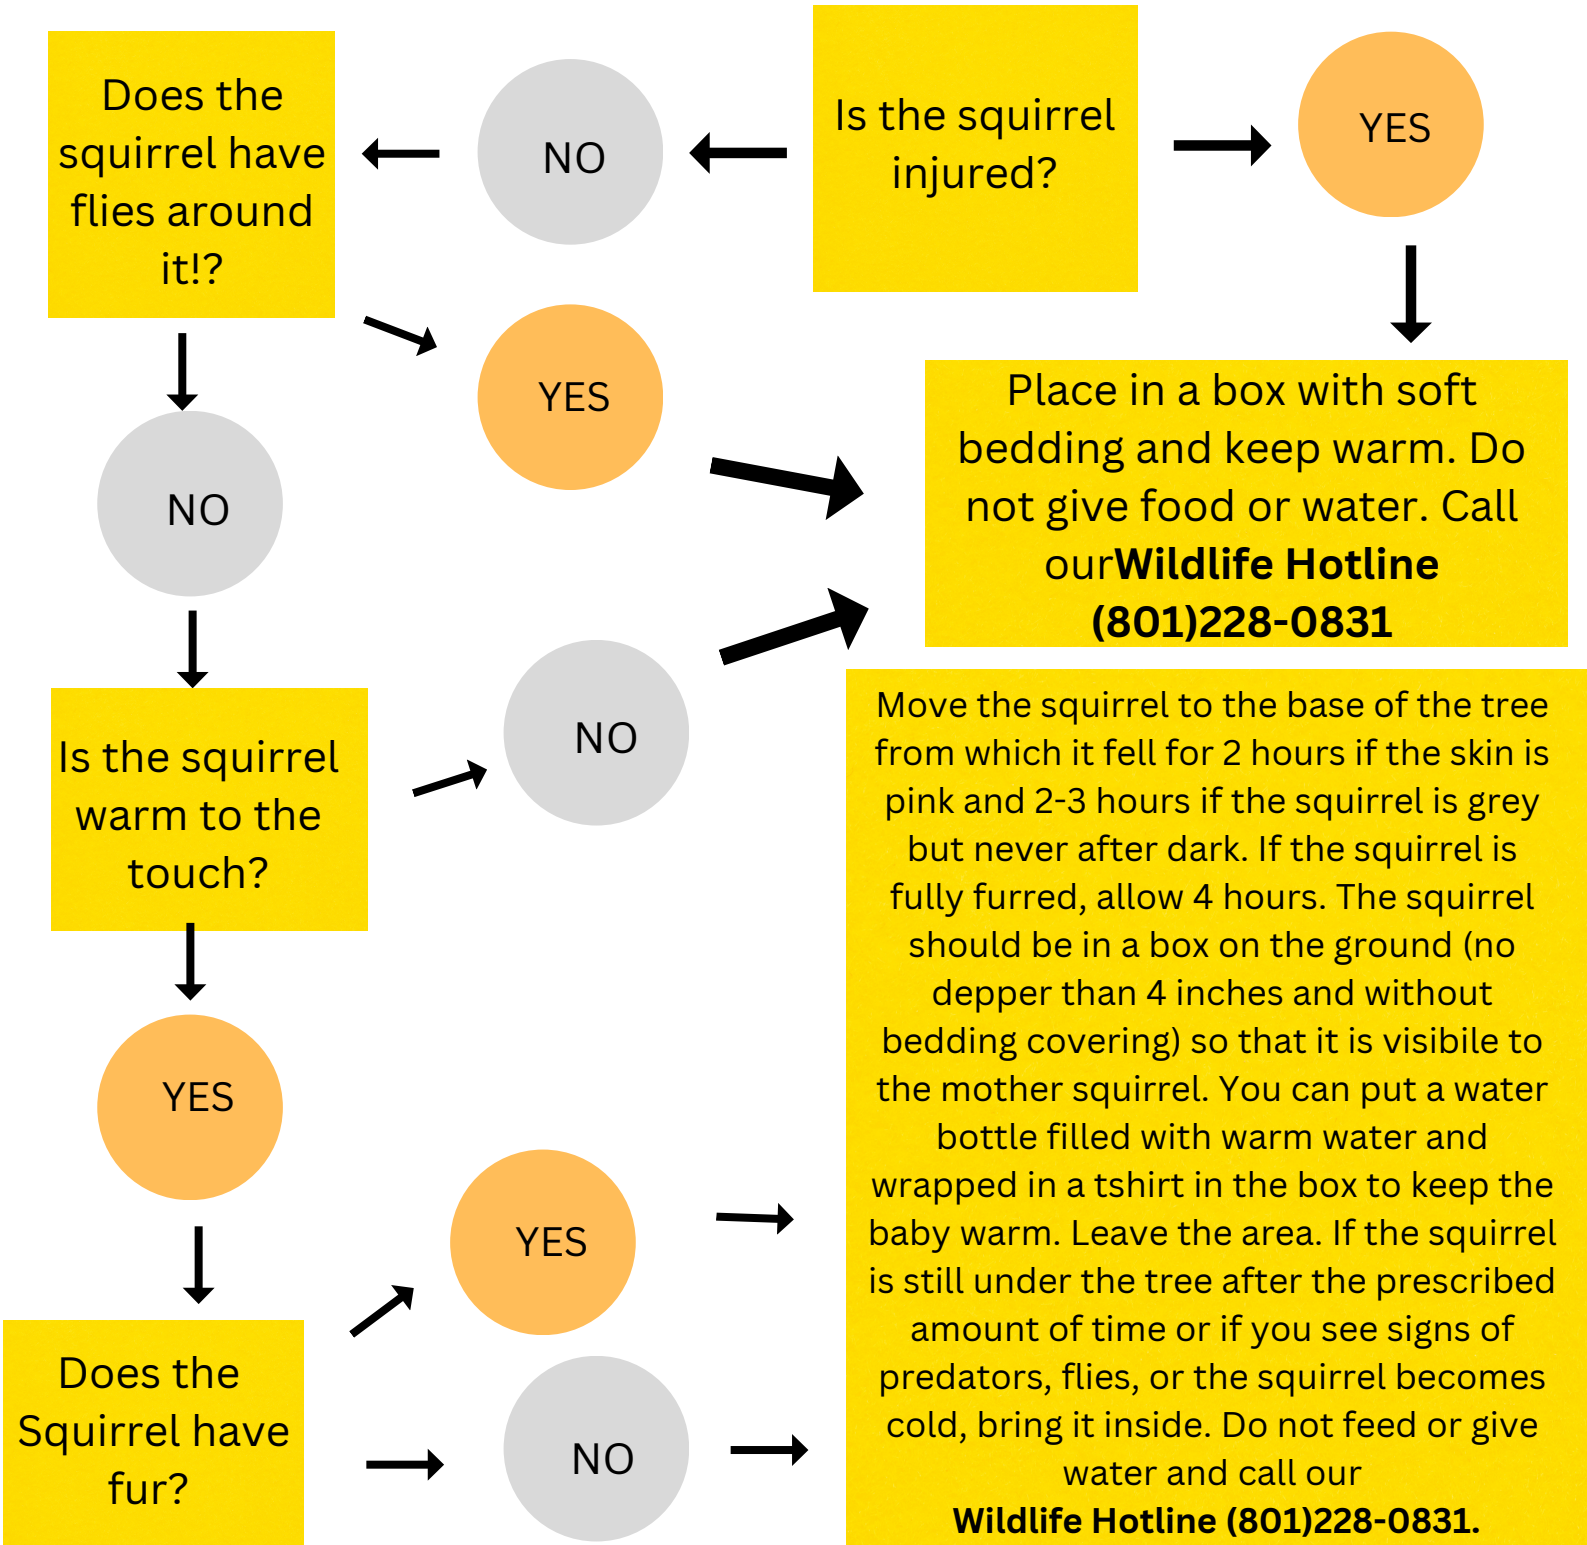 Is the squirrel
injured?
YES
NO
Does the
squirrel have
flies around
it!?
YES
NO
Place in a box with soft
bedding and keep warm. Do
not give food or water. Call
ourWildlife Hotline
(801)228-0831
Is the squirrel
warm to the
touch?
NO
YES
Does the
Squirrel have
fur?
YES
NO
Move the squirrel to the base of the tree
from which it fell for 2 hours if the skin is
pink and 2-3 hours if the squirrel is grey
but never after dark. If the squirrel is
fully furred, allow 4 hours. The squirrel
should be in a box on the ground (no
depper than 4 inches and without
bedding covering) so that it is visibile to
the mother squirrel. You can put a water
bottle filled with warm water and
wrapped in a tshirt in the box to keep the
baby warm. Leave the area. If the squirrel
is still under the tree after the prescribed
amount of time or if you see signs of
predators, flies, or the squirrel becomes
cold, bring it inside. Do not feed or give
water and call our
Wildlife Hotline (801)228-0831.